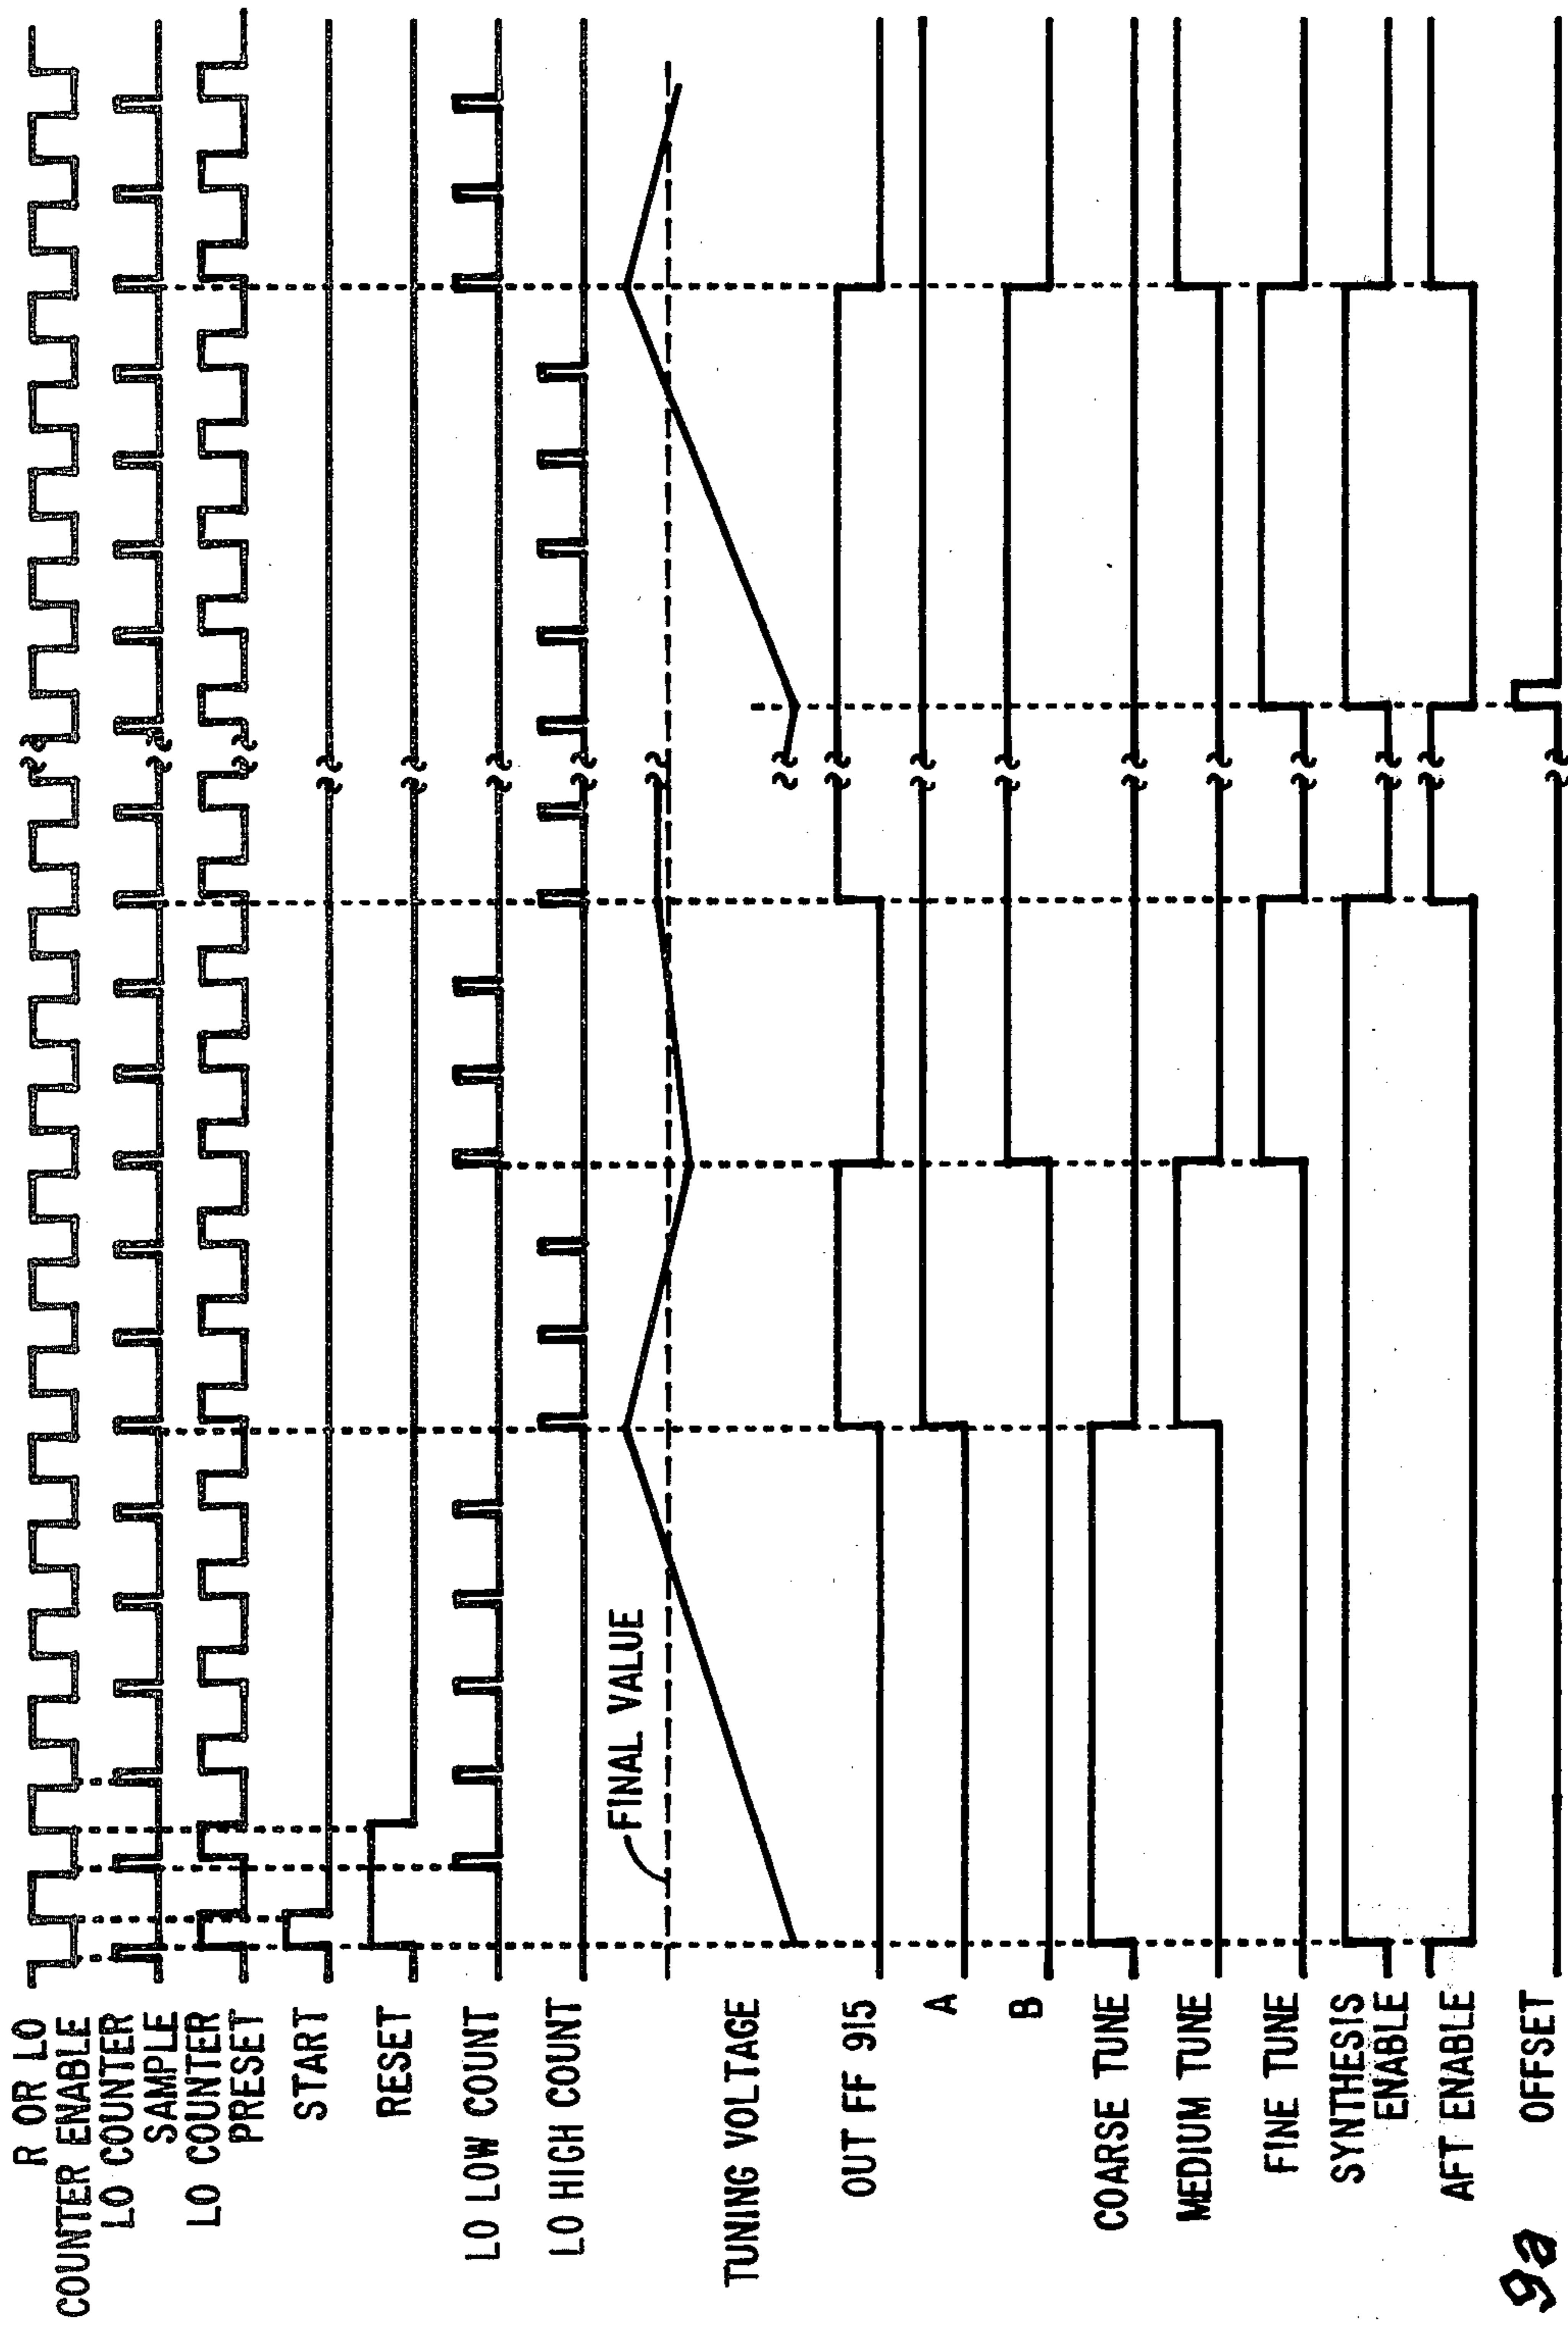 R OR LO
COUNTER ENABLE
LO COUNTER
SAMPLE
LO COUNTER
PRESET
START
RESET
LO LOW COUNT
LO HIGH COUNT
FINAL VALUE
TUNING VOLTAGE
OUT FF 915
A
B
COARSE TUNE
MEDIUM TUNE
FINE TUNE
SYNTHESIS
ENABLE
AFT ENABLE
OFFSET
9a